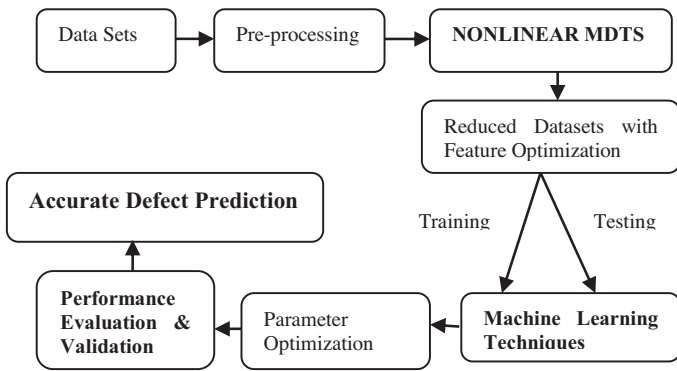 Data Sets
Pre-processing
NONLINEAR MDTS
Reduced Datasets with
Feature Optimization
Accurate Defect Prediction
Training
Testing
Performance
Evaluation &
Validation
Parameter
Optimization
Machine Learning
Techniques